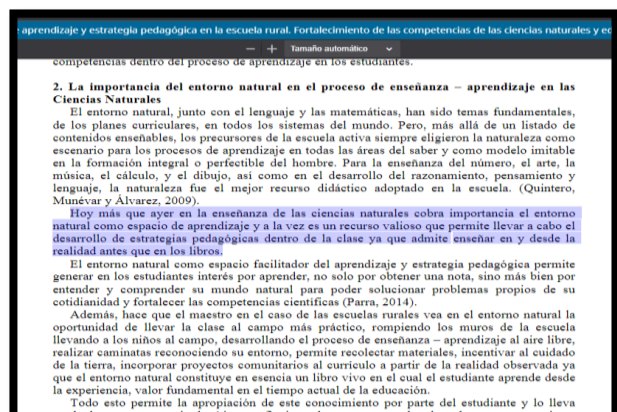 aprendizaje y estrategia pedagógica en la escuela rural. Fortalecimiento de las competencias de las ciencias naturales y ec
— + Tamaño automático
competencias dentro del proceso de aprendizaje en los estudiantes.
2. La importancia del entorno natural en el proceso de enseñanza – aprendizaje en las
Ciencias Naturales
El entorno natural, junto con el lenguaje y las matemáticas, han sido temas fundamentales,
de los planes curriculares, en todos los sistemas del mundo. Pero, más allá de un listado de
contenidos enseñables, los precursores de la escuela activa siempre eligieron la naturaleza como
escenario para los procesos de aprendizaje en todas las áreas del saber y como modelo imitable
en la formación integral o perfectible del hombre. Para la enseñanza del número, el arte, la
música, el cálculo, y el dibujo, así como en el desarrollo del razonamiento, pensamiento y
lenguaje, la naturaleza fue el mejor recurso didáctico adoptado en la escuela. (Quintero,
Munévar y Álvarez, 2009).
Hoy más que ayer en la enseñanza de las ciencias naturales cobra importancia el entorno
natural como espacio de aprendizaje y a la vez es un recurso valioso que permite llevar a cabo el
desarrollo de estrategias pedagógicas dentro de la clase ya que admite enseñar en y desde la
realidad antes que en los libros.
El entorno natural como espacio facilitador del aprendizaje y estrategia pedagógica permite
generar en los estudiantes interés por aprender, no solo por obtener una nota, sino más bien por
entender y comprender su mundo natural para poder solucionar problemas propios de su
cotidianidad y fortalecer las competencias científicas (Parra, 2014).
Además, hace que el maestro en el caso de las escuelas rurales vea en el entorno natural la
oportunidad de llevar la clase al campo más práctico, rompiendo los muros de la escuela
llevando a los niños al campo, desarrollando el proceso de enseñanza – aprendizaje al aire libre,
realizar caminatas reconociendo su entorno, permite recolectar materiales, incentivar al cuidado
de la tierra, incorporar proyectos comunitarios al currículo a partir de la realidad observada ya
que el entorno natural constituye en esencia un libro vivo en el cual el estudiante aprende desde
la experiencia, valor fundamental en el tiempo actual de la educación.
Todo esto permite la apropiación de este conocimiento por parte del estudiante y lo lleva